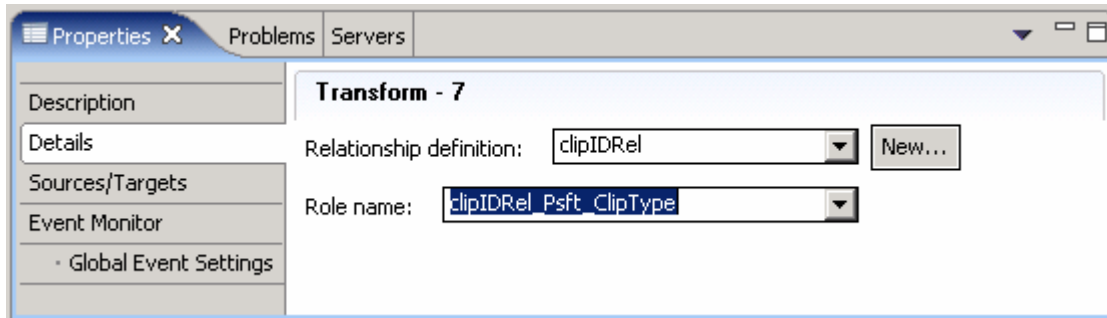 Properties Problems Servers
Description
Details
Sources/Targets
Event Monitor
Global Event Settings
Transform - 7
Relationship definition: clipIDRel New...
Role name: clipIDRel_Psft_ClipType